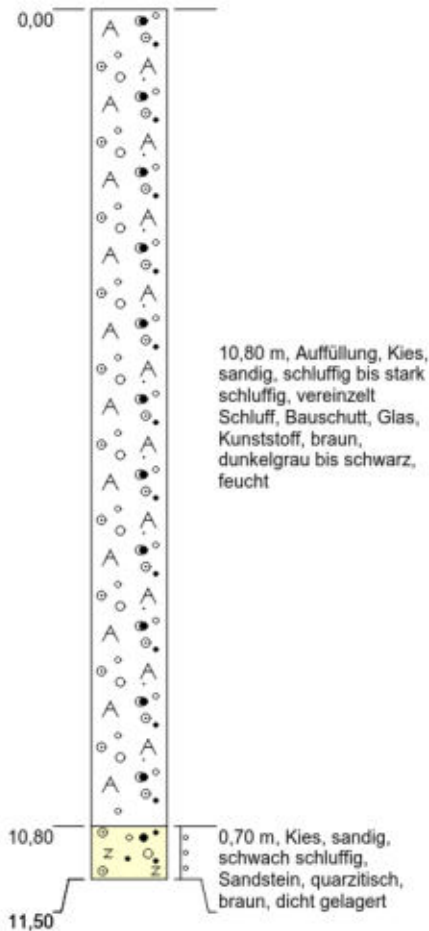 0,00
10,80 m, Auffüllung, Kies,
sandig, schluffig bis stark
schluffig, vereinzelt
Schluff, Bauschutt, Glas,
Kunststoff, braun,
dunkelgrau bis schwarz,
feucht
10,80
0,70 m, Kies, sandig,
schwach schluffig,
Sandstein, quarzitisch,
braun, dicht gelagert
11,50